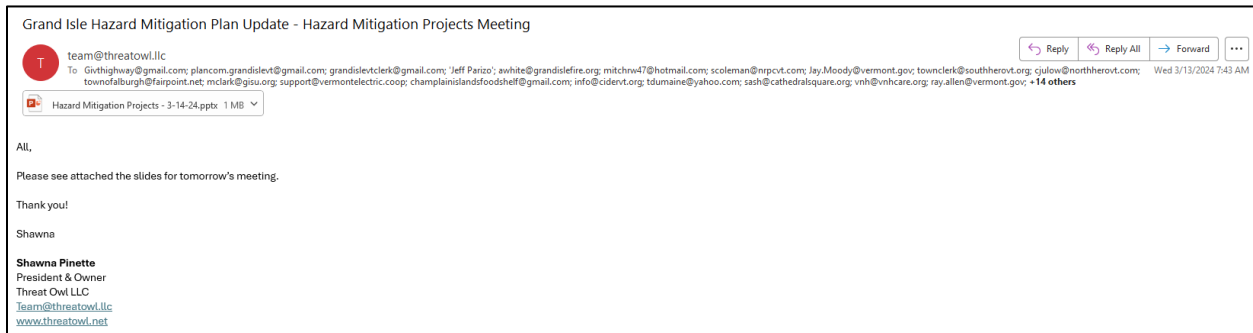 Grand Isle Hazard Mitigation Plan Update - Hazard Mitigation Projects Meeting
T
team@threatowl.llc
Reply
Reply All
Forward
To Givthighway@gmail.com; plancom.grandislevt@gmail.com; grandislevtclerk@gmail.com; 'Jeff Parizo'; awhite@grandislefire.org; mitchrw47@hotmail.com; scoleman@nrpcvt.com; Jay.Moody@vermont.gov; townclerk@southherovt.org; cjulow@northherovt.com;
Wed 3/13/2024 7:43 AM
townofalburgh@fairpoint.net; mclark@gisu.org; support@vermontelectric.coop; champlainislandsfoodshelf@gmail.com; info@cidervt.org; tdumaine@yahoo.com; sash@cathedralsquare.org; vnh@vnhcare.org; ray.allen@vermont.gov; +14 others
Hazard Mitigation Projects - 3-14-24.pptx 1 MB
All,
Please see attached the slides for tomorrow's meeting.
Thank you!
Shawna
Shawna Pinette
President & Owner
Threat Owl LLC
Team@threatowl.llc
www.threatowl.net